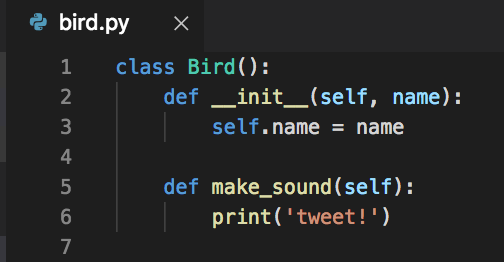 bird.py ×
1 class Bird():
2     def __init__(self, name):
3         self.name = name
4
5     def make_sound(self):
6         print('tweet!')
7